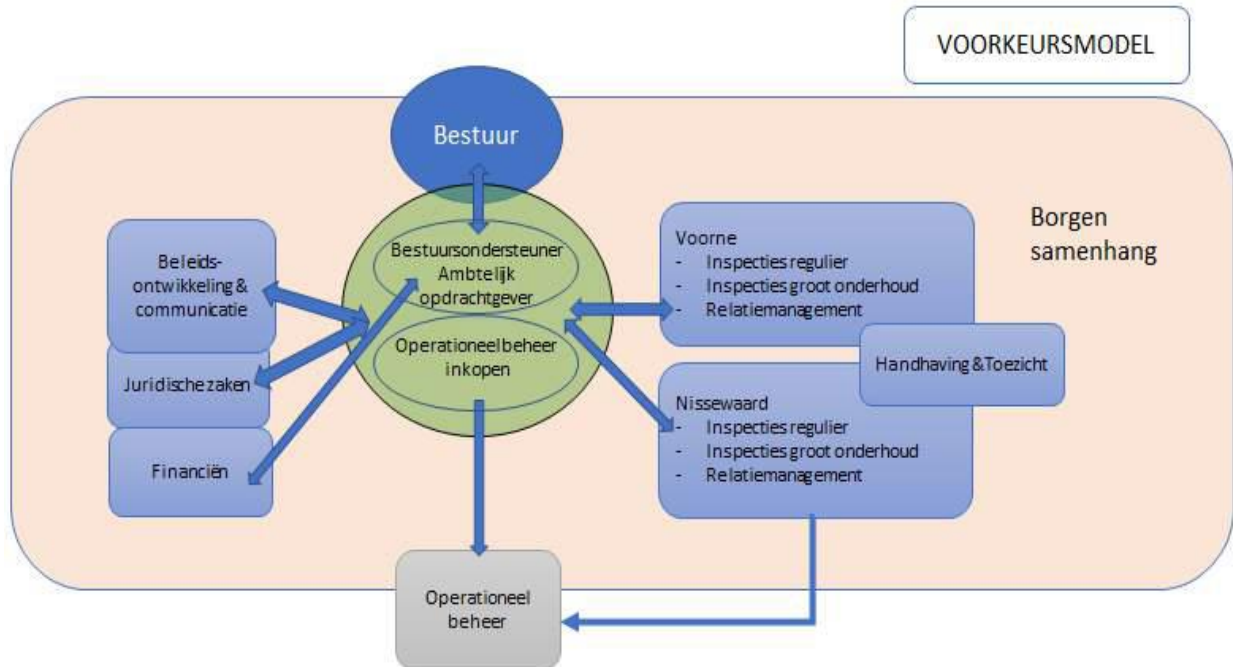 VOORKEURSMODEL
Bestuur
Borgen
samenhang
Bestuursondersteuner
Ambtelijk
opdrachtgever
Operationeel beheer
inkopen
Beleids-
ontwikkeling &
communicatie
Juridische zaken
Financiën
Voorne
- Inspecties regulier
- Inspecties groot onderhoud
- Relatiemanagement
Handhaving & Toezicht
Nissewaard
- Inspecties regulier
- Inspecties groot onderhoud
- Relatiemanagement
Operationeel
beheer